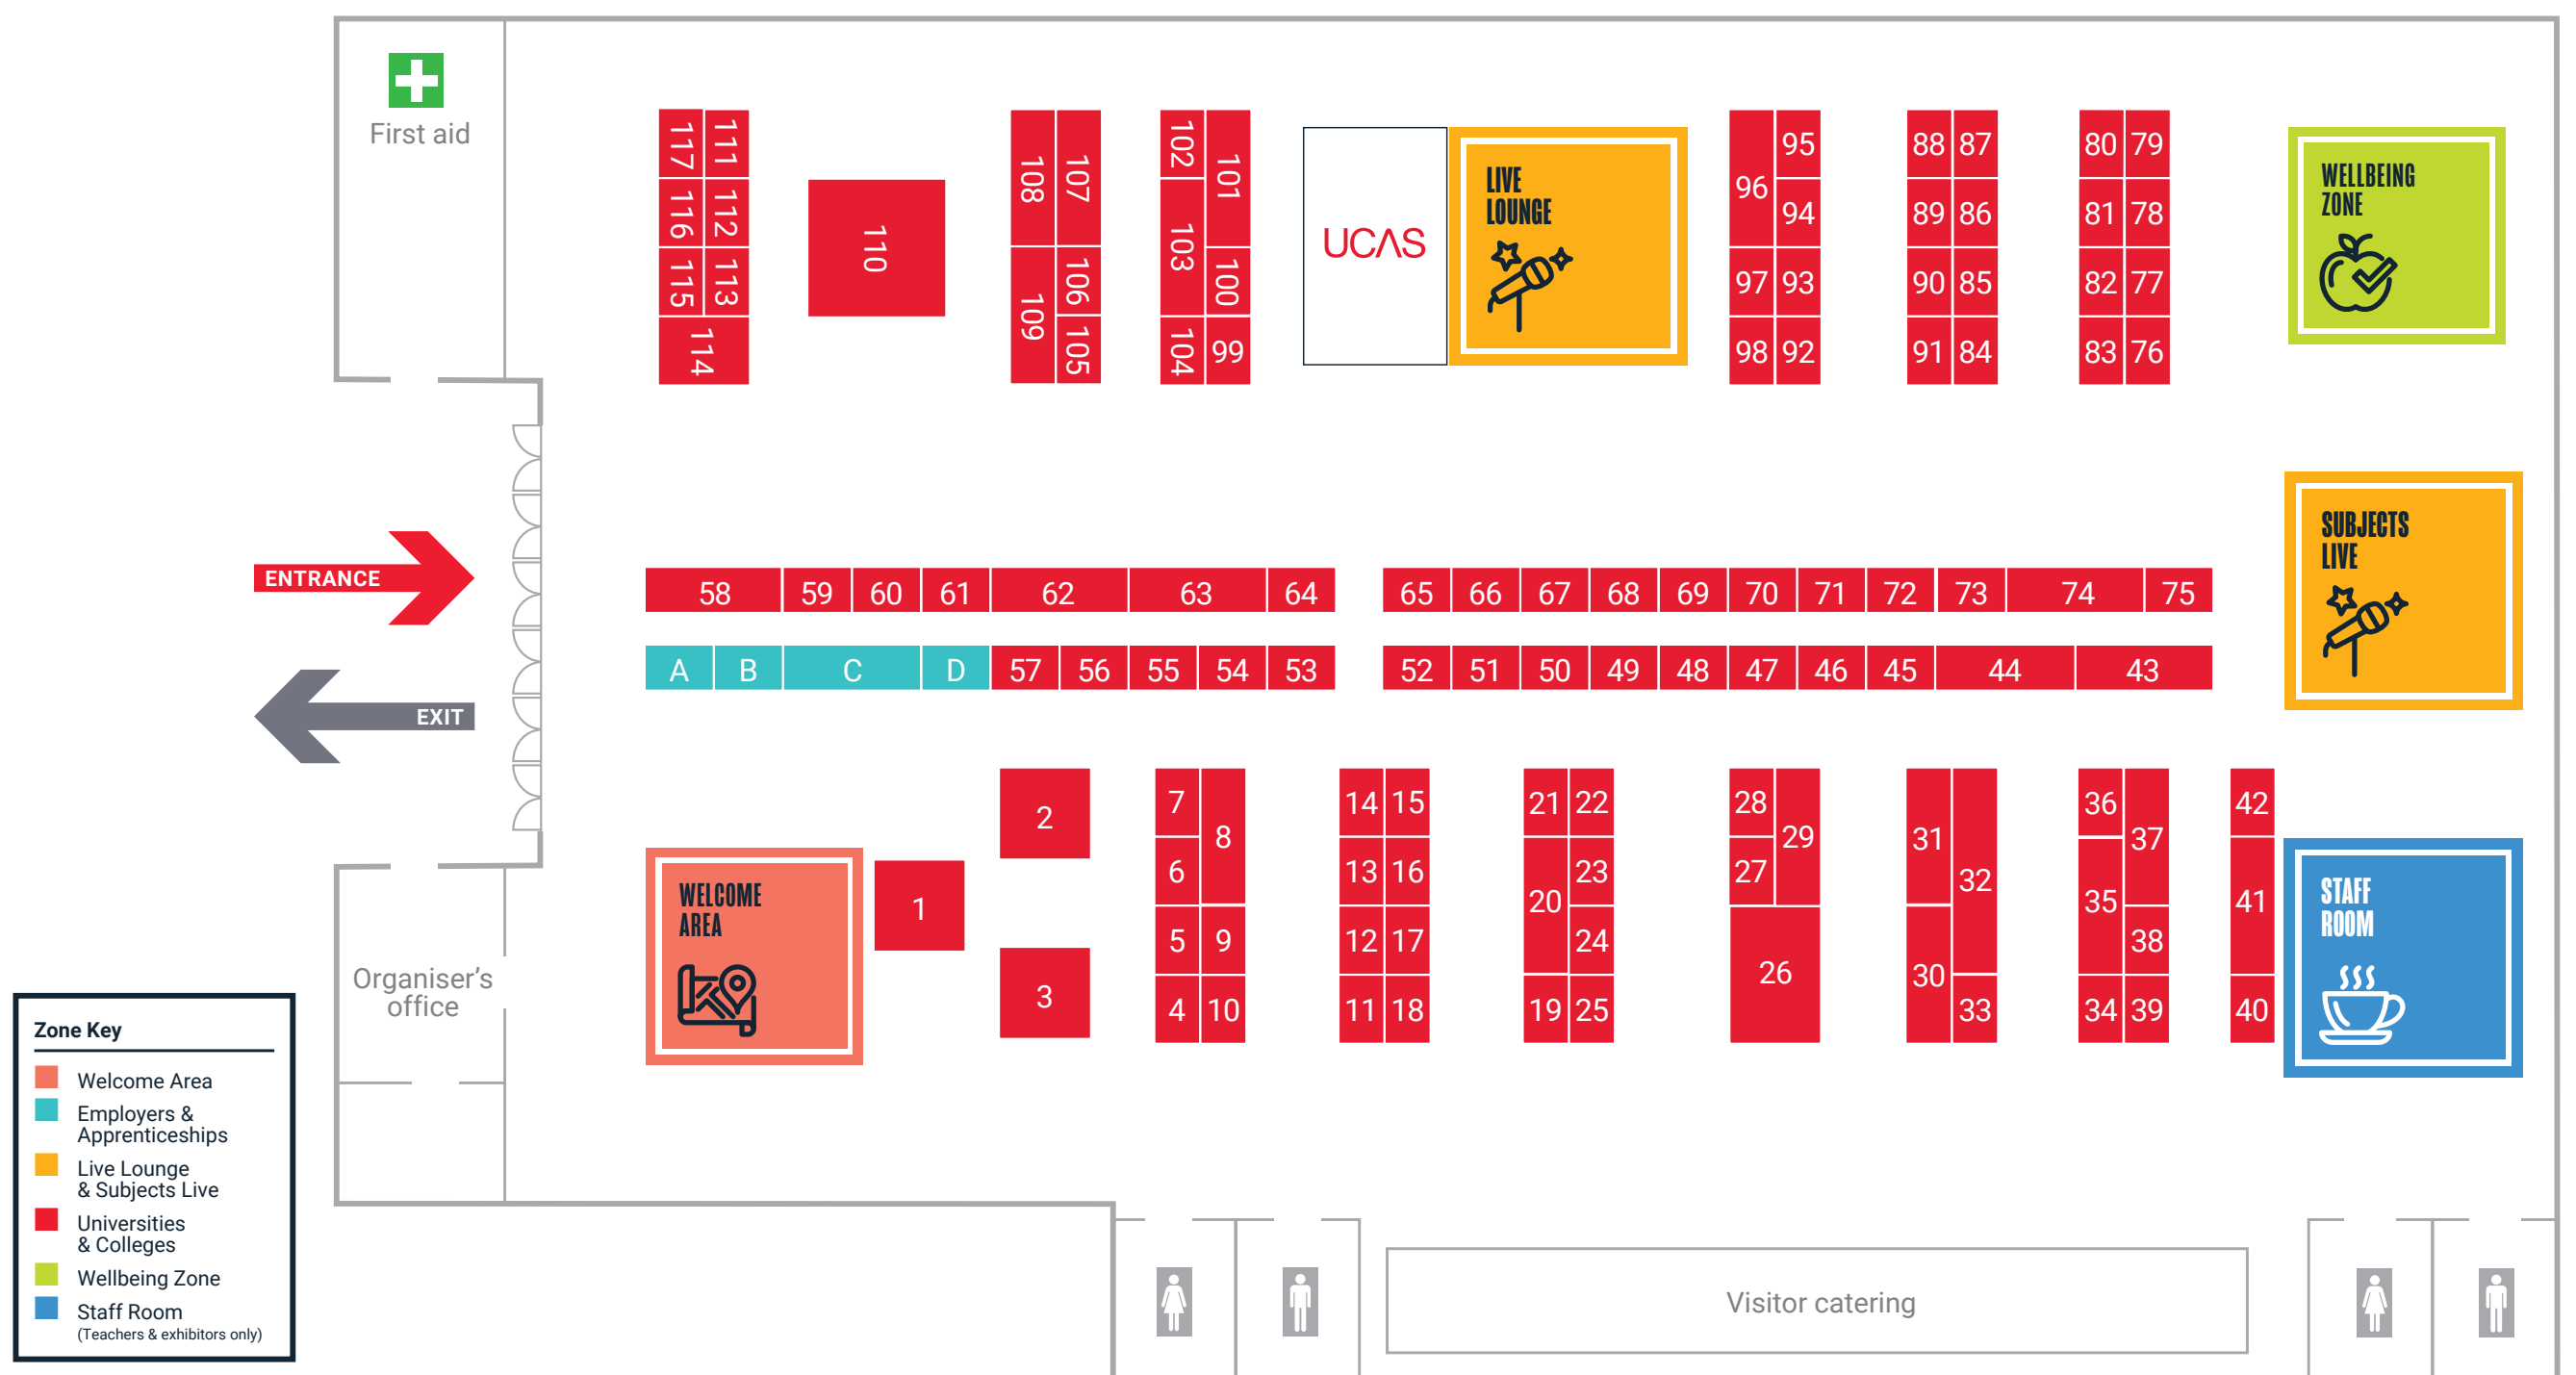 First aid
117 111
116 112
115 113
114
110
108 107
109 106
105
102 101
103 100
104 99
UCAS
LIVE
LOUNGE
96 95
94
97 93
98 92
88 87
89 86
90 85
91 84
80 79
81 78
82 77
83 76
WELLBEING
ZONE
ENTRANCE
EXIT
58 59 60 61 62 63 64 65 66 67 68 69 70 71 72 73 74 75
A B C D 57 56 55 54 53 52 51 50 49 48 47 46 45 44 43
SUBJECTS
LIVE
WELCOME
AREA
1
2
3
7 8
6
5 9
4 10
14 15
13 16
12 17
11 18
21 22
20 23
24
19 25
28 29
27
26
31 32
30 33
36 37
35 38
34 39
42
41
40
STAFF
ROOM
Organiser's
office
Zone Key
Welcome Area
Employers &
Apprenticeships
Live Lounge
& Subjects Live
Universities
& Colleges
Wellbeing Zone
Staff Room
(Teachers & exhibitors only)
Visitor catering